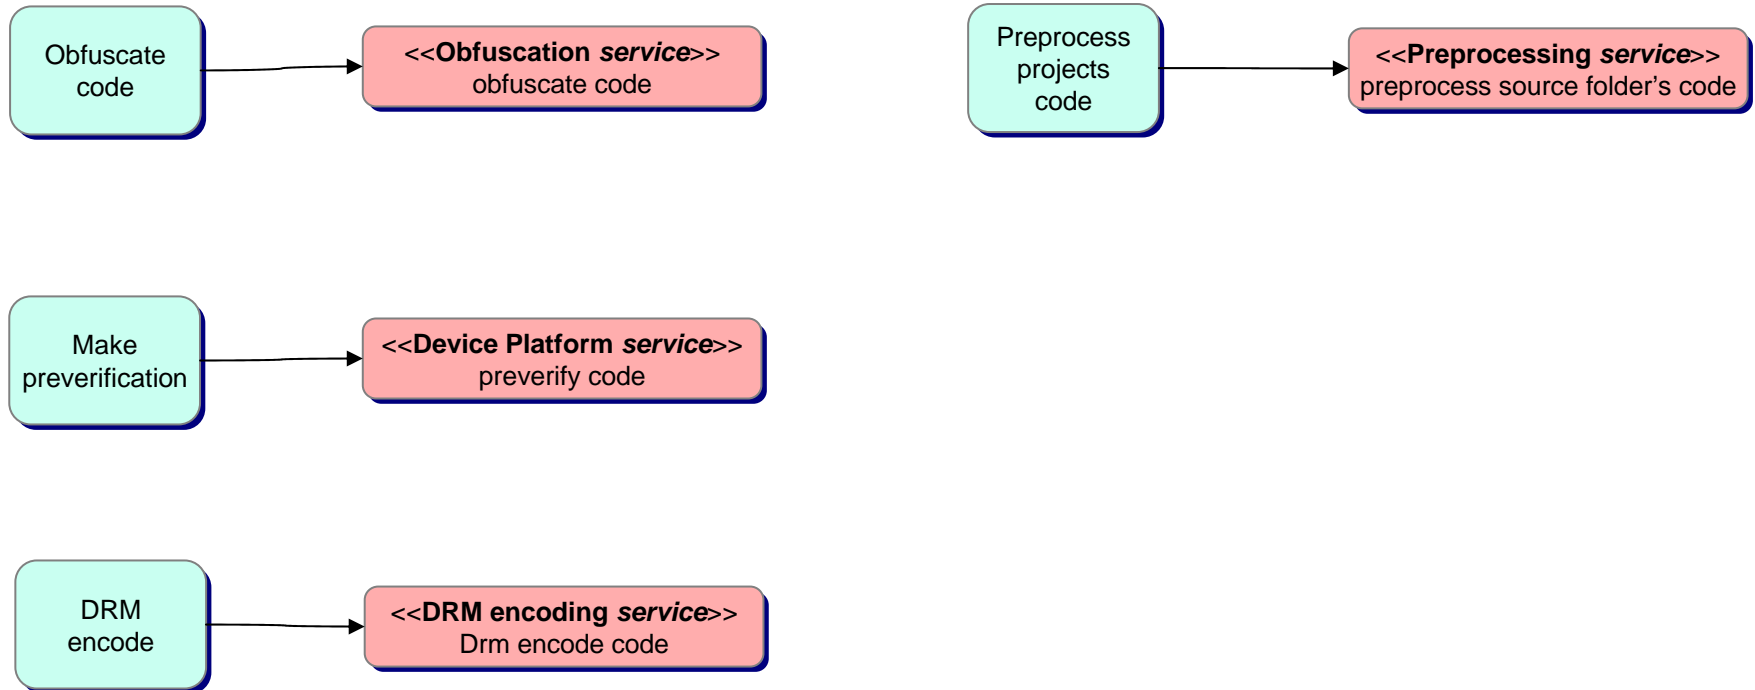 Obfuscate
code
<<Obfuscation service>>
obfuscate code
Preprocess
projects
code
<<Preprocessing service>>
preprocess source folder’s code
Make
preverification
<<Device Platform service>>
preverify code
DRM
encode
<<DRM encoding service>>
Drm encode code